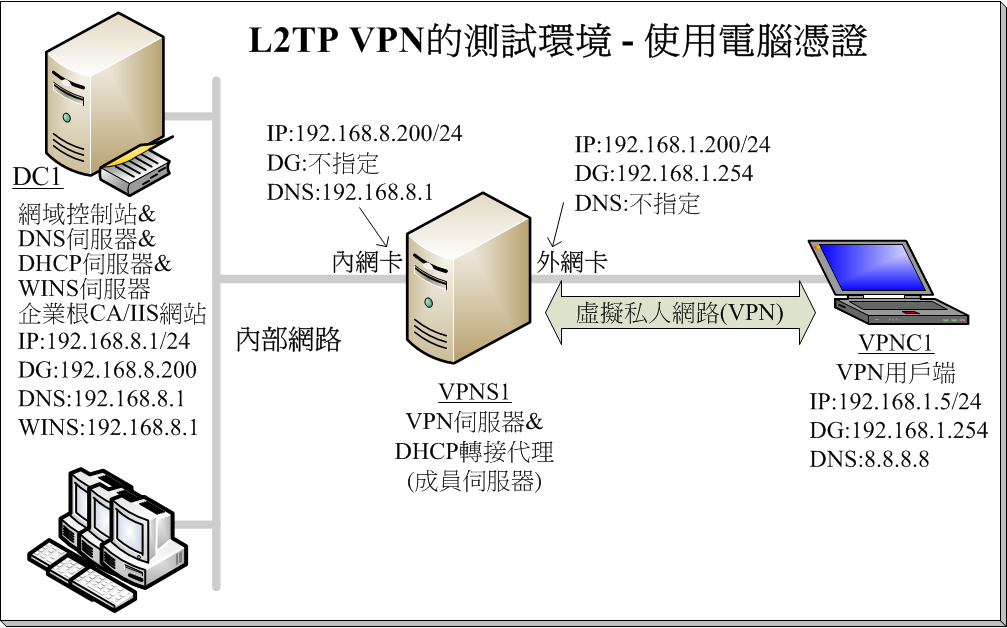 L2TP VPN的測試環境 - 使用電腦憑證
DC1
網域控制站&
DNS伺服器&
DHCP伺服器&
WINS伺服器
企業根CA/IIS網站
IP:192.168.8.1/24
DG:192.168.8.200
DNS:192.168.8.1
WINS:192.168.8.1
IP:192.168.8.200/24
DG:不指定
DNS:192.168.8.1
內網卡
內部網路
IP:192.168.1.200/24
DG:192.168.1.254
DNS:不指定
外網卡
虛擬私人網路(VPN)
VPNS1
VPN伺服器&
DHCP轉接代理
(成員伺服器)
VPNC1
VPN用戶端
IP:192.168.1.5/24
DG:192.168.1.254
DNS:8.8.8.8